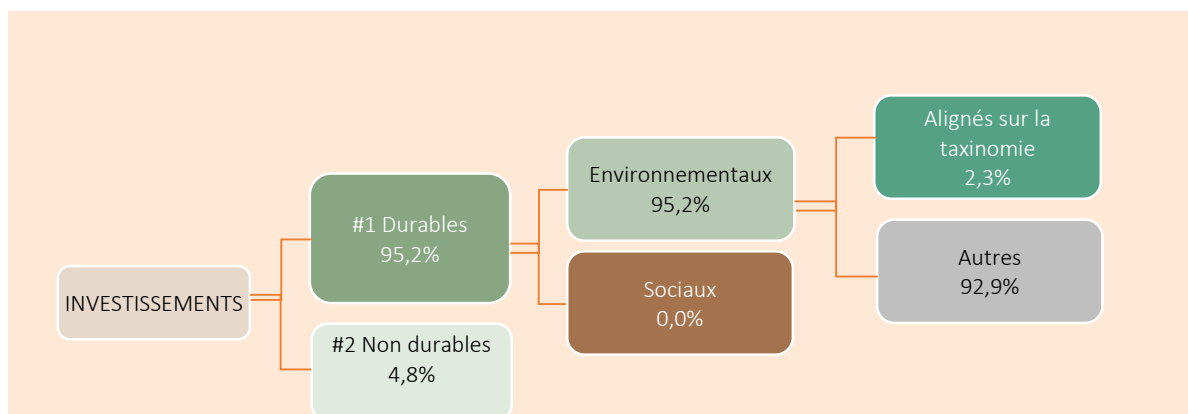 INVESTISSEMENTS
#1 Durables
95,2%
#2 Non durables
4,8%
Environnementaux
95,2%
Sociaux
0,0%
Alignés sur la
taxinomie
2,3%
Autres
92,9%